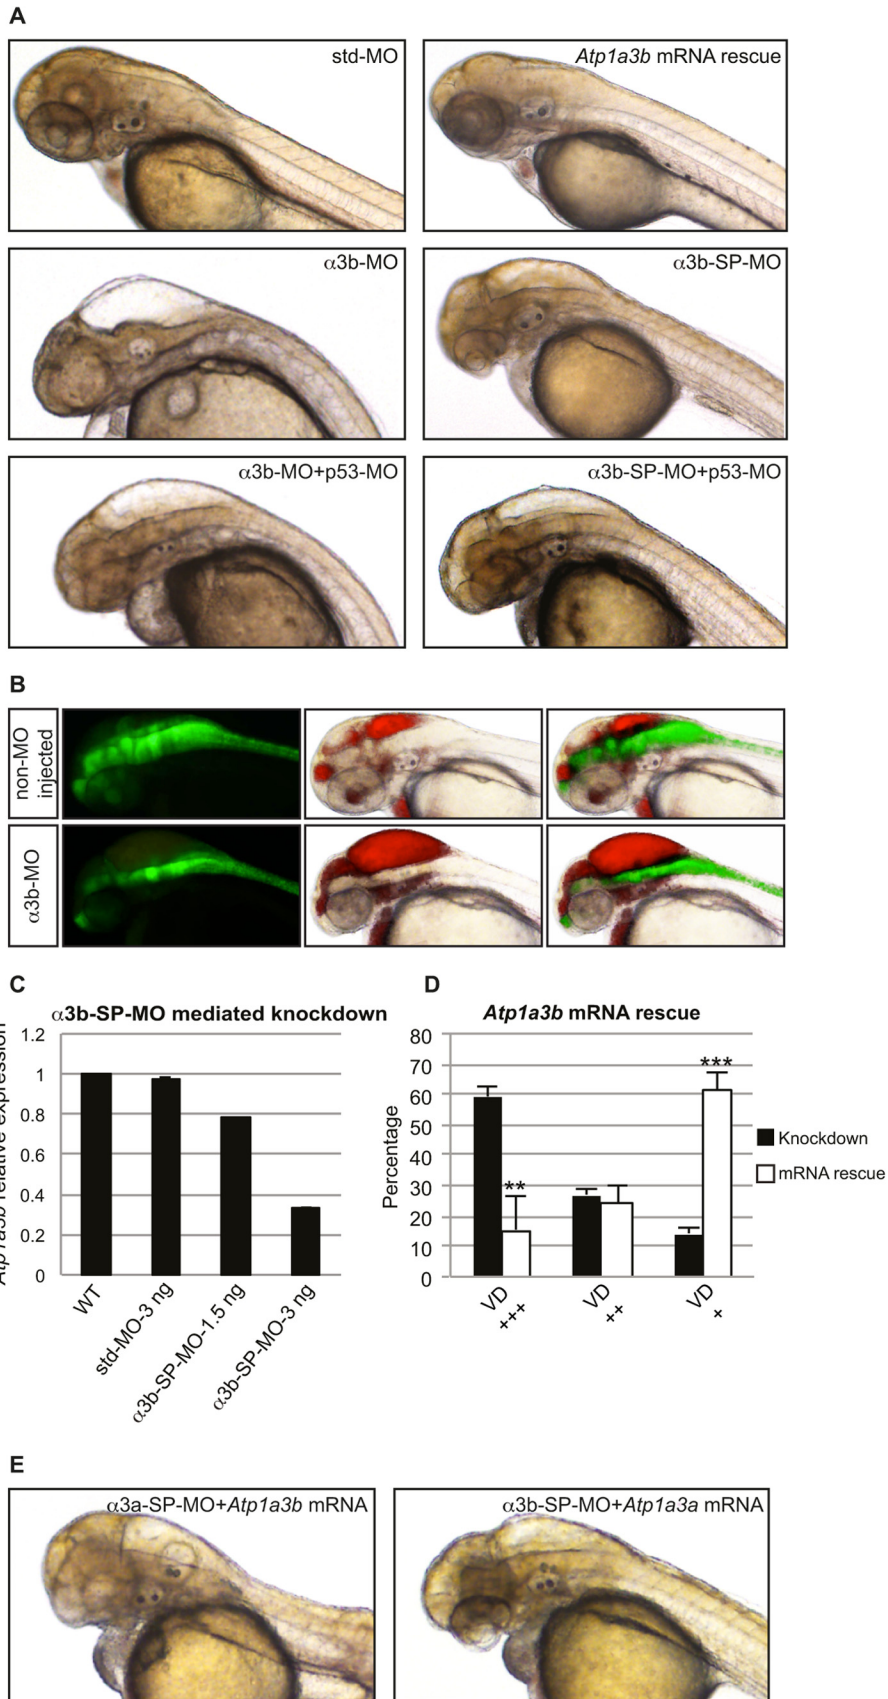 A
std-MO
Atp1a3b mRNA rescue
α3b-MO
α3b-SP-MO
α3b-MO+p53-MO
α3b-SP-MO+p53-MO
B
non-MO
injected
α3b-MO
C
α3b-SP-MO mediated knockdown
Atp1a3b relative expression
1.2
1
0.8
0.6
0.4
0.2
0
WT
std-MO-3 ng
α3b-SP-MO-1.5 ng
α3b-SP-MO-3 ng
D
Atp1a3b mRNA rescue
Percentage
80
70
60
50
40
30
20
10
0
**
***
VD
+++
VD
++
VD
+
Knockdown
mRNA rescue
E
α3a-SP-MO+Atp1a3b mRNA
α3b-SP-MO+Atp1a3a mRNA